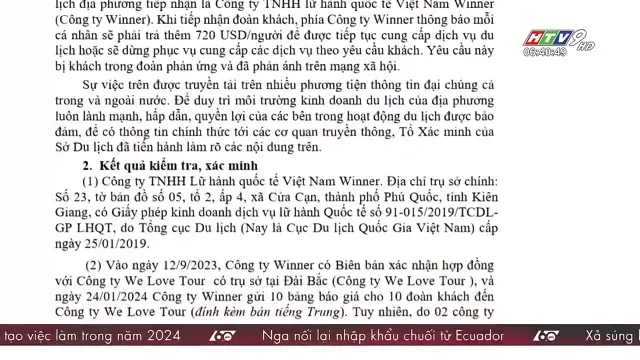 lịch địa phương tiếp nhận là Công ty TNHH lữ hành quốc tế Việt Nam Winner
(Công ty Winner). Khi tiếp nhận đoàn khách, phía Công ty Winner thông báo mỗi
cá nhân sẽ phải trả thêm 720 USD/người để được tiếp tục cung cấp dịch vụ du
lịch hoặc sẽ dừng phục vụ cung cấp các dịch vụ theo yêu cầu khách. Yêu cầu này
bị khách trong đoàn phản ứng và đã phản ánh trên mạng xã hội.
Sự việc trên được truyền tải trên nhiều phương tiện thông tin đại chúng cả
trong và ngoài nước. Để duy trì môi trường kinh doanh du lịch của địa phương
luôn lành mạnh, hấp dẫn, quyền lợi của các bên trong hoạt động du lịch được bảo
đảm, để có thông tin chính thức tới các cơ quan truyền thông, Tổ Xác minh của
Sở Du lịch đã tiến hành làm rõ các nội dung trên.
2. Kết quả kiểm tra, xác minh
(1) Công ty TNHH Lữ hành quốc tế Việt Nam Winner. Địa chỉ trụ sở chính:
Số 23, tờ bản đồ số 05, tổ 2, ấp 4, xã Cửa Cạn, thành phố Phú Quốc, tỉnh Kiên
Giang, có Giấy phép kinh doanh dịch vụ lữ hành Quốc tế số 91-015/2019/TCDL-
GP LHQT, do Tổng cục Du lịch (Nay là Cục Du lịch Quốc Gia Việt Nam) cấp
ngày 25/01/2019.
(2) Vào ngày 12/9/2023, Công ty Winner có Biên bản xác nhận hợp đồng
với Công ty We Love Tour có trụ sở tại Đài Bắc (Công ty We Love Tour ), và
ngày 24/01/2024 Công ty Winner gửi 10 bảng báo giá cho 10 đoàn khách đến
Công ty We Love Tour (đính kèm bản tiếng Trung). Tuy nhiên, do 02 công ty
HTV9 HD
06:40:49
tạo việc làm trong năm 2024 Nga nối lại nhập khẩu chuối từ Ecuador Xả súng